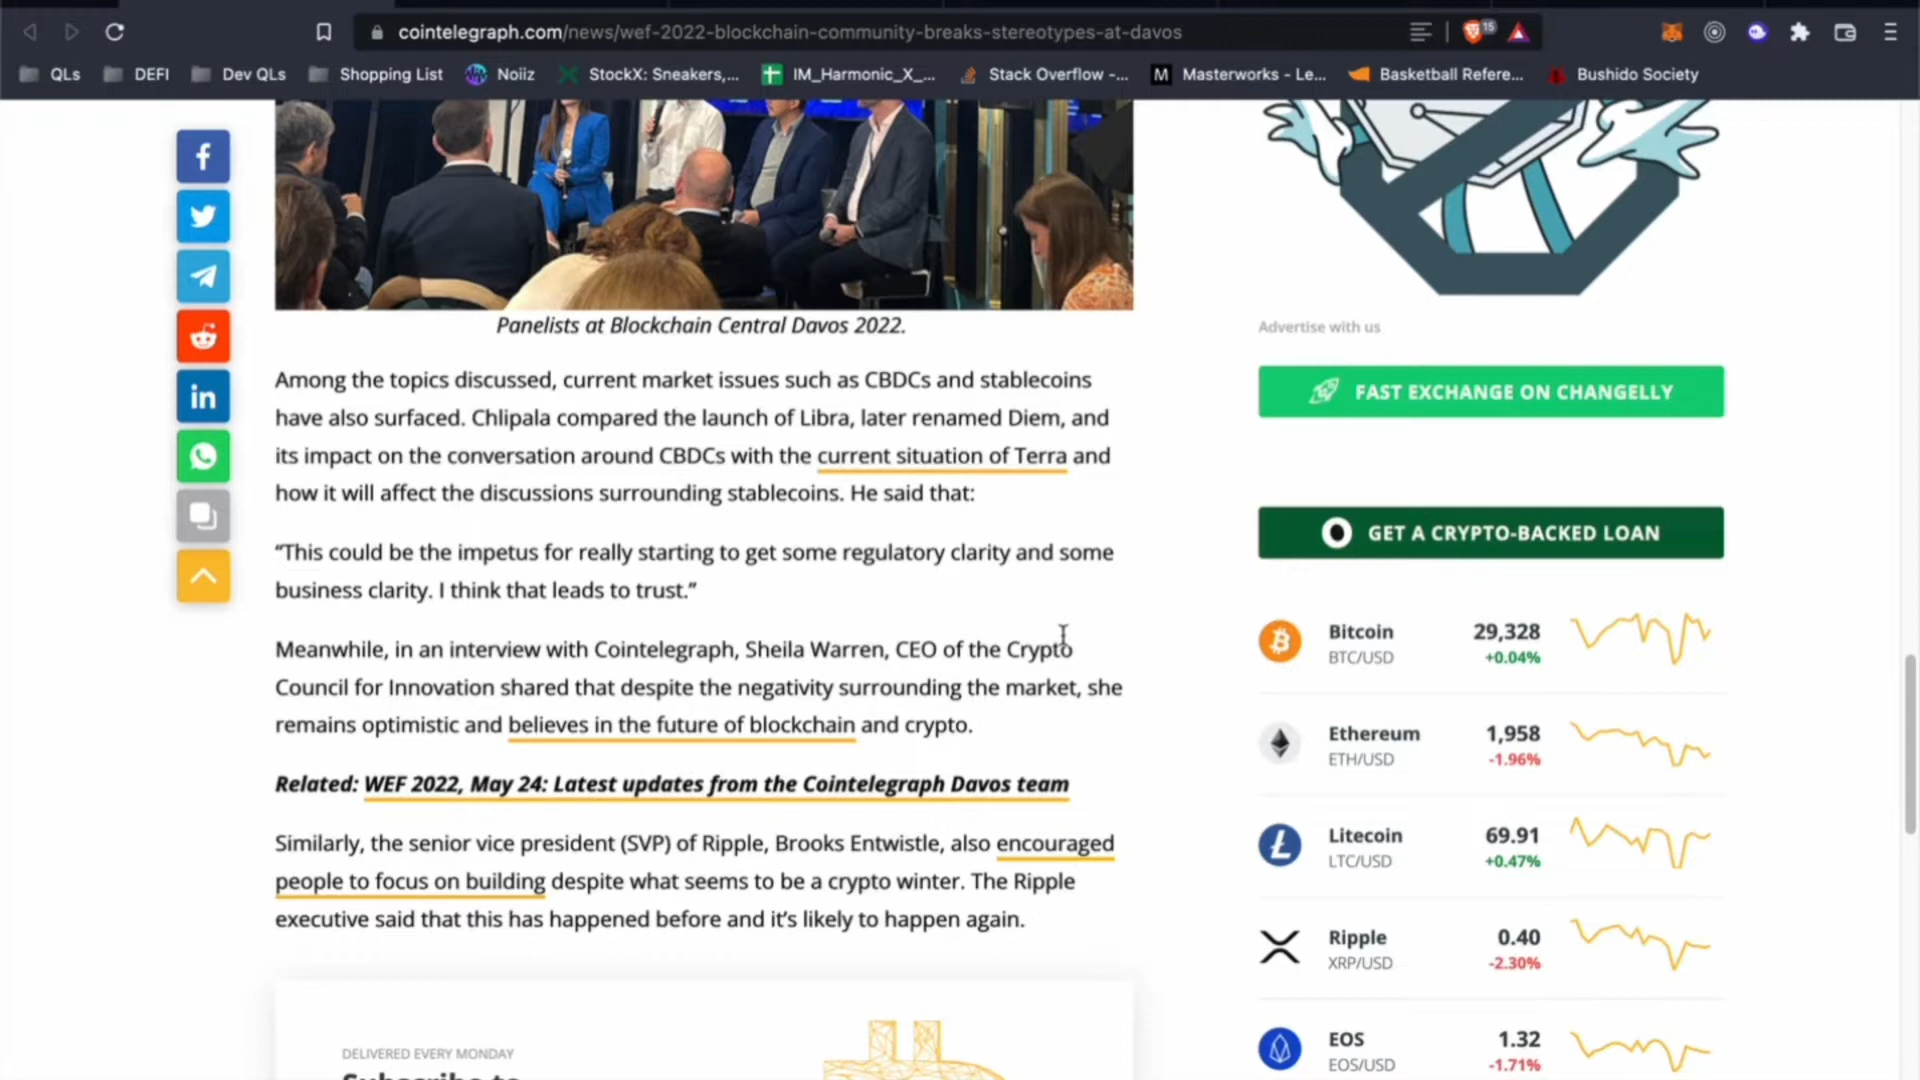 cointelegraph.com/news/wef-2022-blockchain-community-breaks-stereotypes-at-davos
15
QLs
DEFI
Dev QLs
Shopping List
Noiiz
StockX: Sneakers,...
IM_Harmonic_X_...
Stack Overflow -...
Masterworks - Le...
Basketball Refere...
Bushido Society
Panelists at Blockchain Central Davos 2022.
Among the topics discussed, current market issues such as CBDCs and stablecoins
have also surfaced. Chlipala compared the launch of Libra, later renamed Diem, and
its impact on the conversation around CBDCs with the current situation of Terra and
how it will affect the discussions surrounding stablecoins. He said that:
“This could be the impetus for really starting to get some regulatory clarity and some
business clarity. I think that leads to trust.”
Meanwhile, in an interview with Cointelegraph, Sheila Warren, CEO of the Crypto
Council for Innovation shared that despite the negativity surrounding the market, she
remains optimistic and believes in the future of blockchain and crypto.
Related: WEF 2022, May 24: Latest updates from the Cointelegraph Davos team
Similarly, the senior vice president (SVP) of Ripple, Brooks Entwistle, also encouraged
people to focus on building despite what seems to be a crypto winter. The Ripple
executive said that this has happened before and it’s likely to happen again.
DELIVERED EVERY MONDAY
Subscribe to
Advertise with us
FAST EXCHANGE ON CHANGELLY
GET A CRYPTO-BACKED LOAN
Bitcoin 29,328
BTC/USD +0.04%
Ethereum 1,958
ETH/USD -1.96%
Litecoin 69.91
LTC/USD +0.47%
Ripple 0.40
XRP/USD -2.30%
EOS 1.32
EOS/USD -1.71%